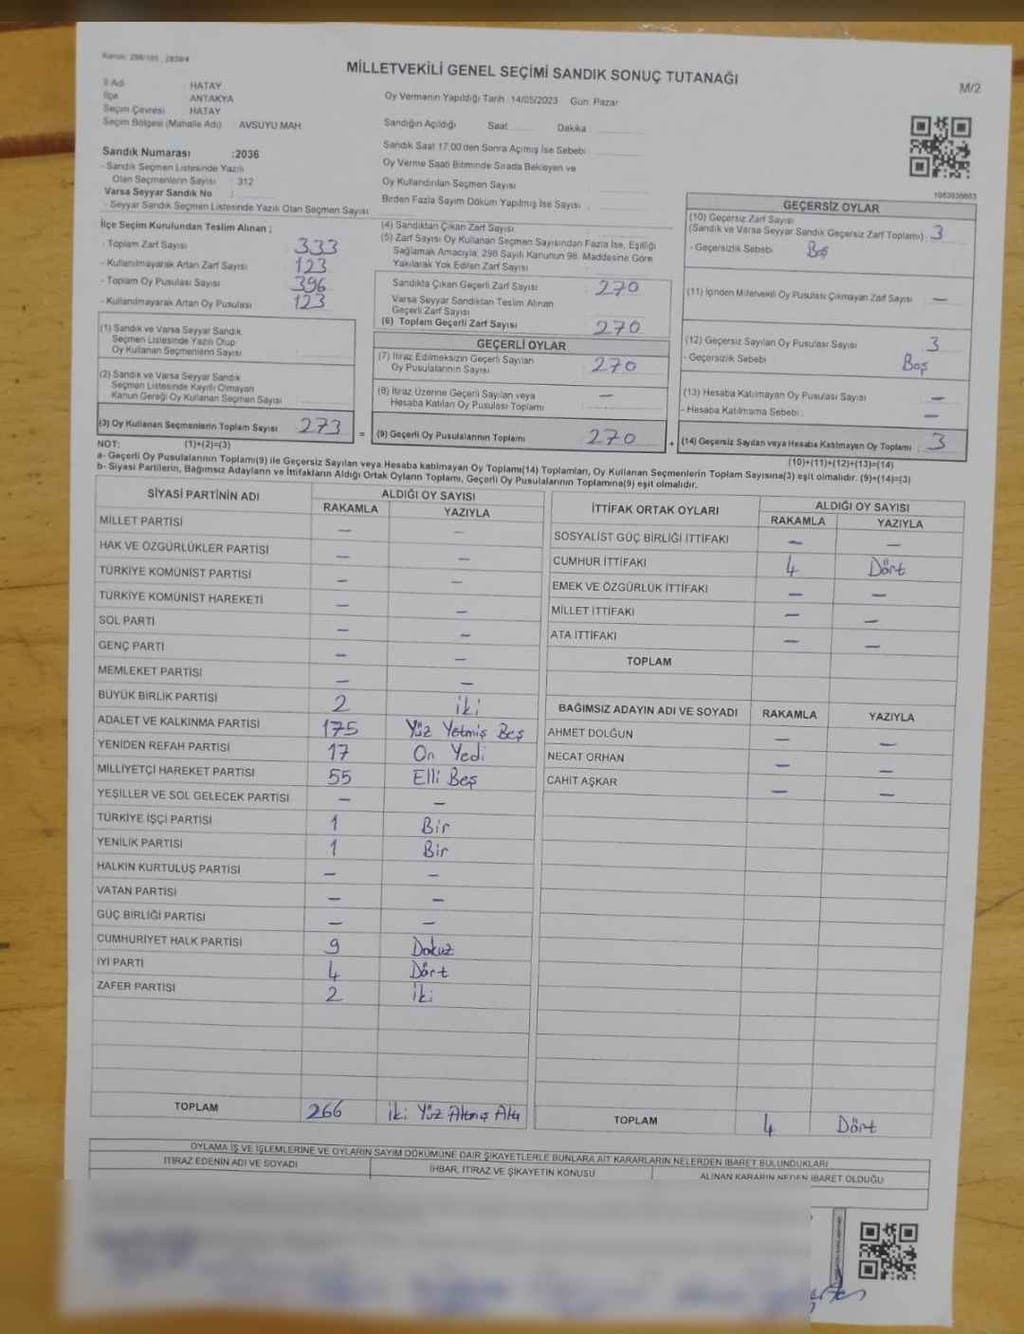 MİLLETVEKİLİ GENEL SEÇİMİ SANDIK SONUÇ TUTANAĞI
M/2
İl Adı : HATAY
İlçe : ANTAKYA
Seçim Çevresi : HATAY
Seçim Bölgesi (Mahalle Adı) : AVSUYU MAH
Sandık Numarası :2036
- Sandık Seçmen Listesinde Yazılı
Olan Seçmenlerin Sayısı : 312
Varsa Seyyar Sandık No :
- Seyyar Sandık Seçmen Listesinde Yazılı Olan Seçmen Sayısı
Oy Vermenin Yapıldığı Tarih :14/05/2023 Gün: Pazar
Sandığın Açıldığı Saat Dakika :
Sandık Saat 17:00'den Sonra Açılmış İse Sebebi :
Oy Verme Saati Bitiminde Sırada Bekleyen ve
Oy Kullandırılan Seçmen Sayısı
Birden Fazla Sayım Döküm Yapılmış İse Sayısı :
İlçe Seçim Kurulundan Teslim Alınan ;
- Toplam Zarf Sayısı 333
- Kullanılmayarak Artan Zarf Sayısı 123
- Toplam Oy Pusulası Sayısı 396
- Kullanılmayarak Artan Oy Pusulası 123
(1) Sandık ve Varsa Seyyar Sandık
Seçmen Listesinde Yazılı Olup
Oy Kullanan Seçmenlerin Sayısı
(2) Sandık ve Varsa Seyyar Sandık
Seçmen Listesinde Kayıtlı Olmayan
Kanun Gereği Oy Kullanan Seçmen Sayısı
(3) Oy Kullanan Seçmenlerin Toplam Sayısı 273 =
(4) Sandıktan Çıkan Zarf Sayısı
(5) Zarf Sayısı Oy Kullanan Seçmen Sayısından Fazla İse, Eşitliği
Sağlamak Amacıyla, 298 Sayılı Kanunun 98. Maddesine Göre
Yakılarak Yok Edilen Zarf Sayısı
Sandıkta Çıkan Geçerli Zarf Sayısı 270
Varsa Seyyar Sandıktan Teslim Alınan
Geçerli Zarf Sayısı
(6) Toplam Geçerli Zarf Sayısı 270
GEÇERLİ OYLAR
(7) İtiraz Edilmeksizin Geçerli Sayılan
Oy Pusulalarının Sayısı 270
(8) İtiraz Üzerine Geçerli Sayılan veya
Hesaba Katılan Oy Pusulası Toplamı —
(9) Geçerli Oy Pusulalarının Toplamı 270 +
GEÇERSİZ OYLAR
(10) Geçersiz Zarf Sayısı
(Sandık ve Varsa Seyyar Sandık Geçersiz Zarf Toplamı) : 3
- Geçersizlik Sebebi Boş
(11) İçinden Milletvekili Oy Pusulası Çıkmayan Zarf Sayısı —
(12) Geçersiz Sayılan Oy Pusulası Sayısı 3
- Geçersizlik Sebebi Boş
(13) Hesaba Katılmayan Oy Pusulası Sayısı —
- Hesaba Katılmama Sebebi —
(14) Geçersiz Sayılan veya Hesaba Katılmayan Oy Toplamı 3
NOT: (1)+(2)=(3) (10)+(11)+(12)+(13)=(14)
a- Geçerli Oy Pusulalarının Toplamı(9) ile Geçersiz Sayılan veya Hesaba katılmayan Oy Toplamı(14) Toplamları, Oy Kullanan Seçmenlerin Toplam Sayısına(3) eşit olmalıdır. (9)+(14)=(3)
b- Siyasi Partilerin, Bağımsız Adayların ve İttifakların Aldığı Ortak Oyların Toplamı, Geçerli Oy Pusulalarının Toplamına(9) eşit olmalıdır.
SİYASİ PARTİNİN ADI ALDIĞI OY SAYISI
RAKAMLA YAZIYLA
MİLLET PARTİSİ — —
HAK VE ÖZGÜRLÜKLER PARTİSİ — —
TÜRKİYE KOMÜNİST PARTİSİ — —
TÜRKİYE KOMÜNİST HAREKETİ — —
SOL PARTİ — —
GENÇ PARTİ — —
MEMLEKET PARTİSİ — —
BÜYÜK BİRLİK PARTİSİ 2 iki
ADALET VE KALKINMA PARTİSİ 175 Yüz Yetmiş Beş
YENİDEN REFAH PARTİSİ 17 On Yedi
MİLLİYETÇİ HAREKET PARTİSİ 55 Elli Beş
YEŞİLLER VE SOL GELECEK PARTİSİ — —
TÜRKİYE İŞÇİ PARTİSİ 1 Bir
YENİLİK PARTİSİ 1 Bir
HALKIN KURTULUŞ PARTİSİ — —
VATAN PARTİSİ — —
GÜÇ BİRLİĞİ PARTİSİ — —
CUMHURİYET HALK PARTİSİ 9 Dokuz
İYİ PARTİ 4 Dört
ZAFER PARTİSİ 2 iki
TOPLAM 266 iki Yüz Altmış Altı
İTTİFAK ORTAK OYLARI ALDIĞI OY SAYISI
RAKAMLA YAZIYLA
SOSYALİST GÜÇ BİRLİĞİ İTTİFAKI — —
CUMHUR İTTİFAKI 4 Dört
EMEK VE ÖZGÜRLÜK İTTİFAKI — —
MİLLET İTTİFAKI — —
ATA İTTİFAKI — —
TOPLAM
BAĞIMSIZ ADAYIN ADI VE SOYADI RAKAMLA YAZIYLA
AHMET DOLĞUN — —
NECAT ORHAN — —
CAHİT AŞKAR — —
TOPLAM 4 Dört
OYLAMA İŞ VE İŞLEMLERİNE VE OYLARIN SAYIM DÖKÜMÜNE DAİR ŞİKAYETLERLE BUNLARA AİT KARARLARIN NELERDEN İBARET BULUNDUKLARI
İTİRAZ EDENİN ADI VE SOYADI İHBAR, İTİRAZ VE ŞİKAYETİN KONUSU ALINAN KARARIN NEDEN İBARET OLDUĞU